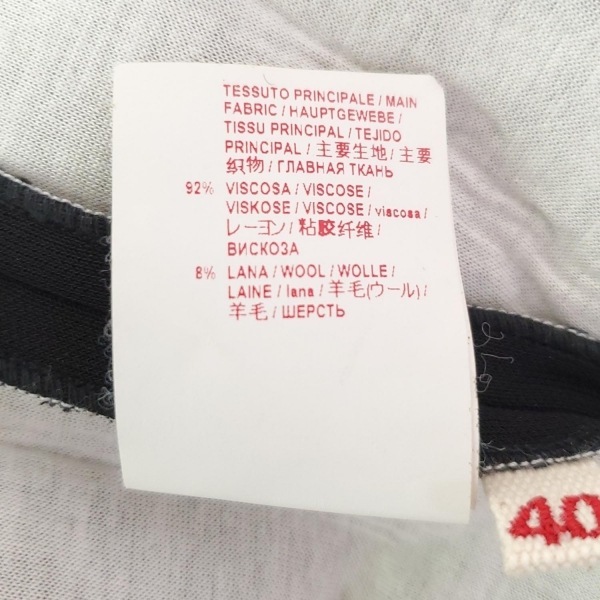 TESSUTO PRINCIPALE / MAIN
FABRIC / HAUPTGEWEBE /
TISSU PRINCIPAL / TEJIDO
PRINCIPAL / 主要生地 / 主要
织物 / ГЛАВНАЯ ТКАНЬ
92% VISCOSA / VISCOSE /
VISKOSE / VISCOSE / viscosa /
レーヨン / 粘胶纤维 /
ВИСКОЗА
8% LANA / WOOL / WOLLE /
LAINE / lana / 羊毛(ウール) /
羊毛 / ШЕРСТЬ
40